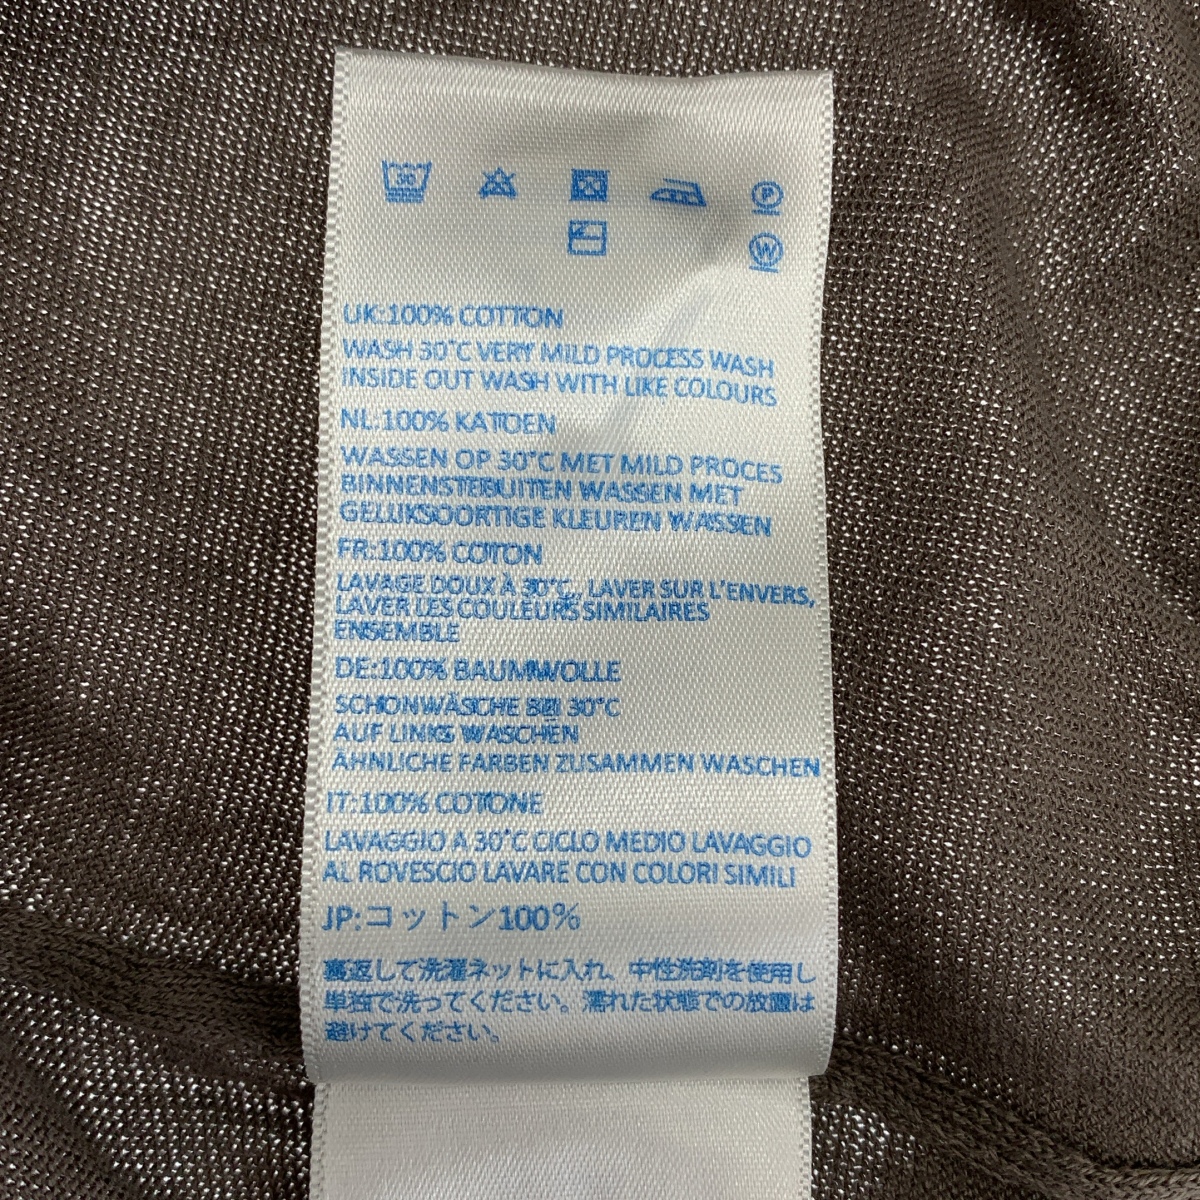 30
P
W
UK:100% COTTON
WASH 30°C VERY MILD PROCESS WASH
INSIDE OUT WASH WITH LIKE COLOURS
NL:100% KATOEN
WASSEN OP 30°C MET MILD PROCES
BINNENSTEBUITEN WASSEN MET
GELIJKSOORTIGE KLEUREN WASSEN
FR:100% COTON
LAVAGE DOUX À 30°C, LAVER SUR L'ENVERS,
LAVER LES COULEURS SIMILAIRES
ENSEMBLE
DE:100% BAUMWOLLE
SCHONWÄSCHE BEI 30°C
AUF LINKS WASCHEN
ÄHNLICHE FARBEN ZUSAMMEN WASCHEN
IT:100% COTONE
LAVAGGIO A 30°C CICLO MEDIO LAVAGGIO
AL ROVESCIO LAVARE CON COLORI SIMILI
JP:コットン100%
裏返して洗濯ネットに入れ、中性洗剤を使用し
単独で洗ってください。濡れた状態での放置は
避けてください。